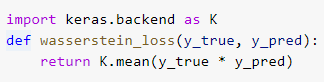 import keras.backend as K
def wasserstein_loss(y_true, y_pred):
    return K.mean(y_true * y_pred)